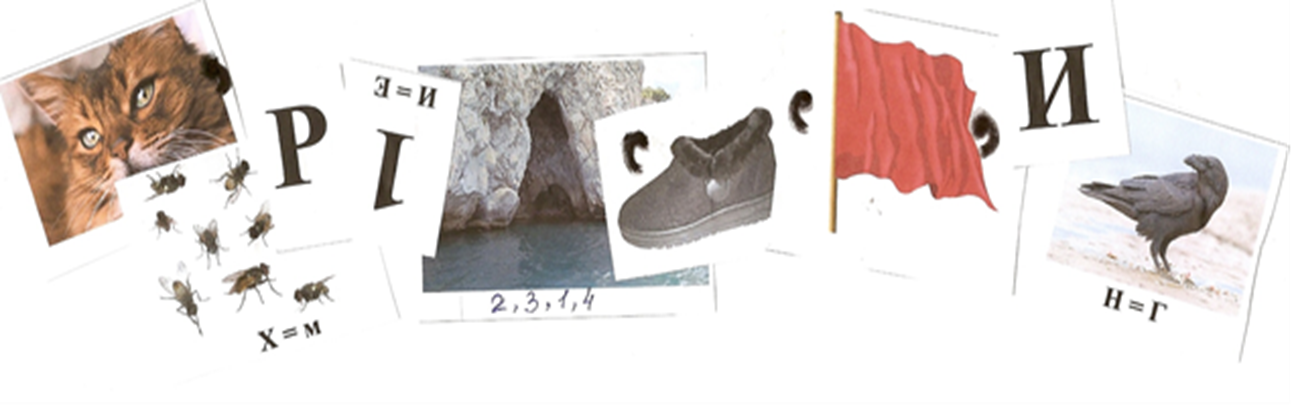 ,
Р
И=Е
І
Х=м
2,3,1,4
,
,
,
И
Н=Г